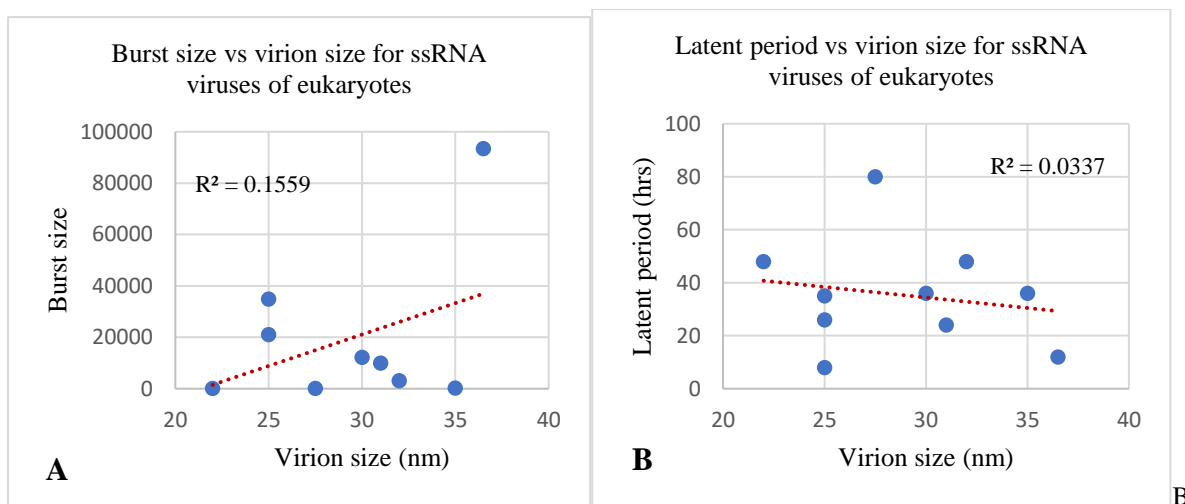 Burst size vs virion size for ssRNA
viruses of eukaryotes
100000
80000
60000
40000
20000
0
R² = 0.1559
Burst size
20 25 30 35 40
Virion size (nm)
A
Latent period vs virion size for ssRNA
viruses of eukaryotes
100
80
60
40
20
0
R² = 0.0337
Latent period (hrs)
20 25 30 35 40
Virion size (nm)
B
B